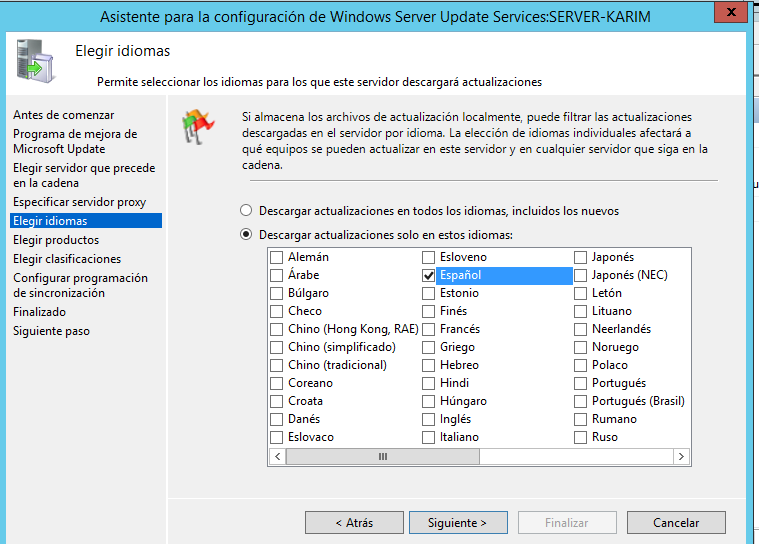 Asistente para la configuración de Windows Server Update Services:SERVER-KARIM
x
Elegir idiomas
Permite seleccionar los idiomas para los que este servidor descargará actualizaciones
Antes de comenzar
Programa de mejora de
Microsoft Update
Elegir servidor que precede
en la cadena
Especificar servidor proxy
Elegir idiomas
Elegir productos
Elegir clasificaciones
Configurar programación
de sincronización
Finalizado
Siguiente paso
Si almacena los archivos de actualización localmente, puede filtrar las actualizaciones
descargadas en el servidor por idioma. La elección de idiomas individuales afectará a
qué equipos se pueden actualizar en este servidor y en cualquier servidor que siga en la
cadena.
Descargar actualizaciones en todos los idiomas, incluidos los nuevos
Descargar actualizaciones solo en estos idiomas:
Alemán
Árabe
Búlgaro
Checo
Chino (Hong Kong, RAE)
Chino (simplificado)
Chino (tradicional)
Coreano
Croata
Danés
Eslovaco
Esloveno
Español
Estonio
Finés
Francés
Griego
Hebreo
Hindi
Húngaro
Inglés
Italiano
Japonés
Japonés (NEC)
Letón
Lituano
Neerlandés
Noruego
Polaco
Portugués
Portugués (Brasil)
Rumano
Ruso
< Atrás
Siguiente >
Finalizar
Cancelar